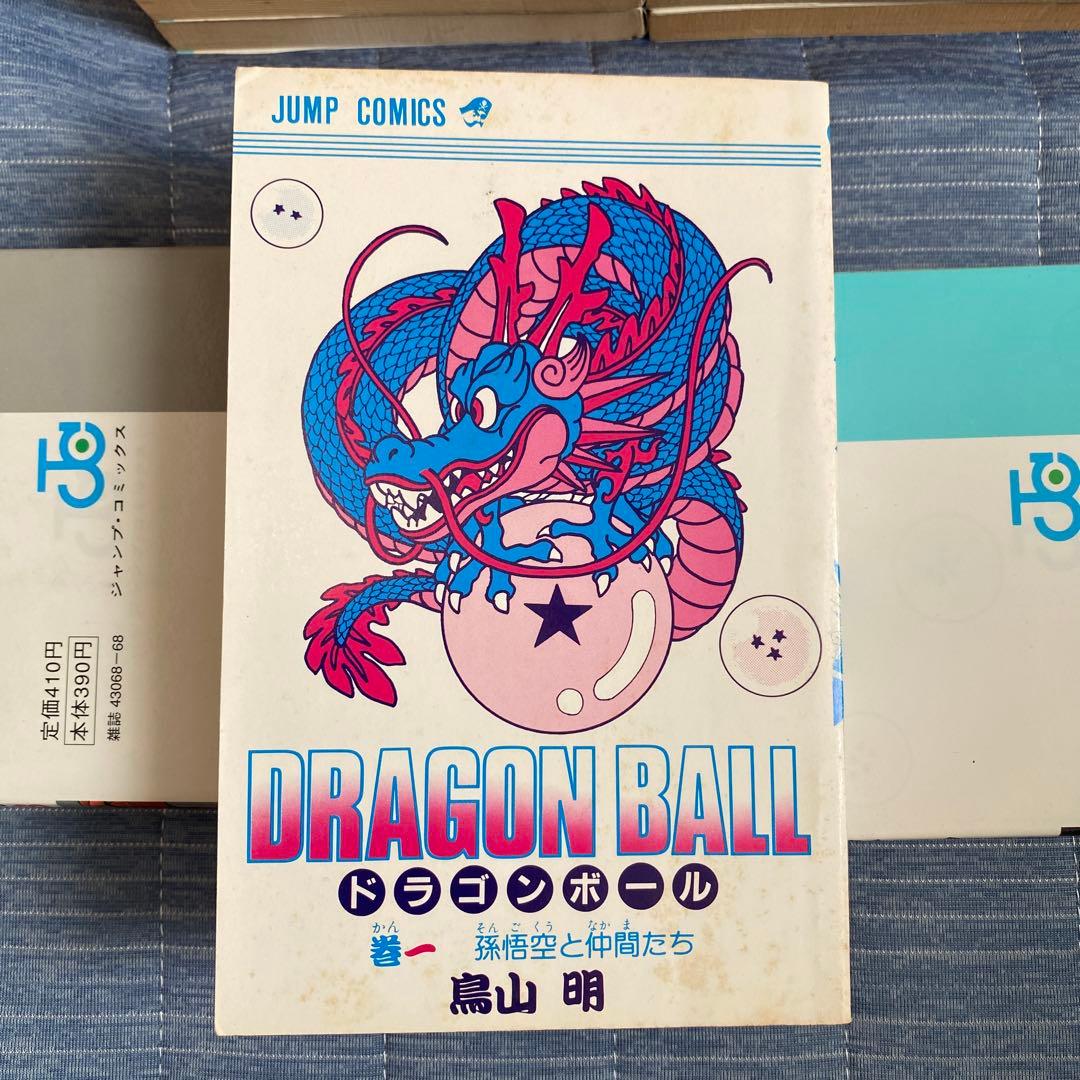 JUMP COMICS
DRAGON BALL
ドラゴンボール
かん
巻一
そんごくう なかま
孫悟空と仲間たち
鳥山 明
ジャンプ・コミックス
定価410円
本体390円
雑誌 43068-68